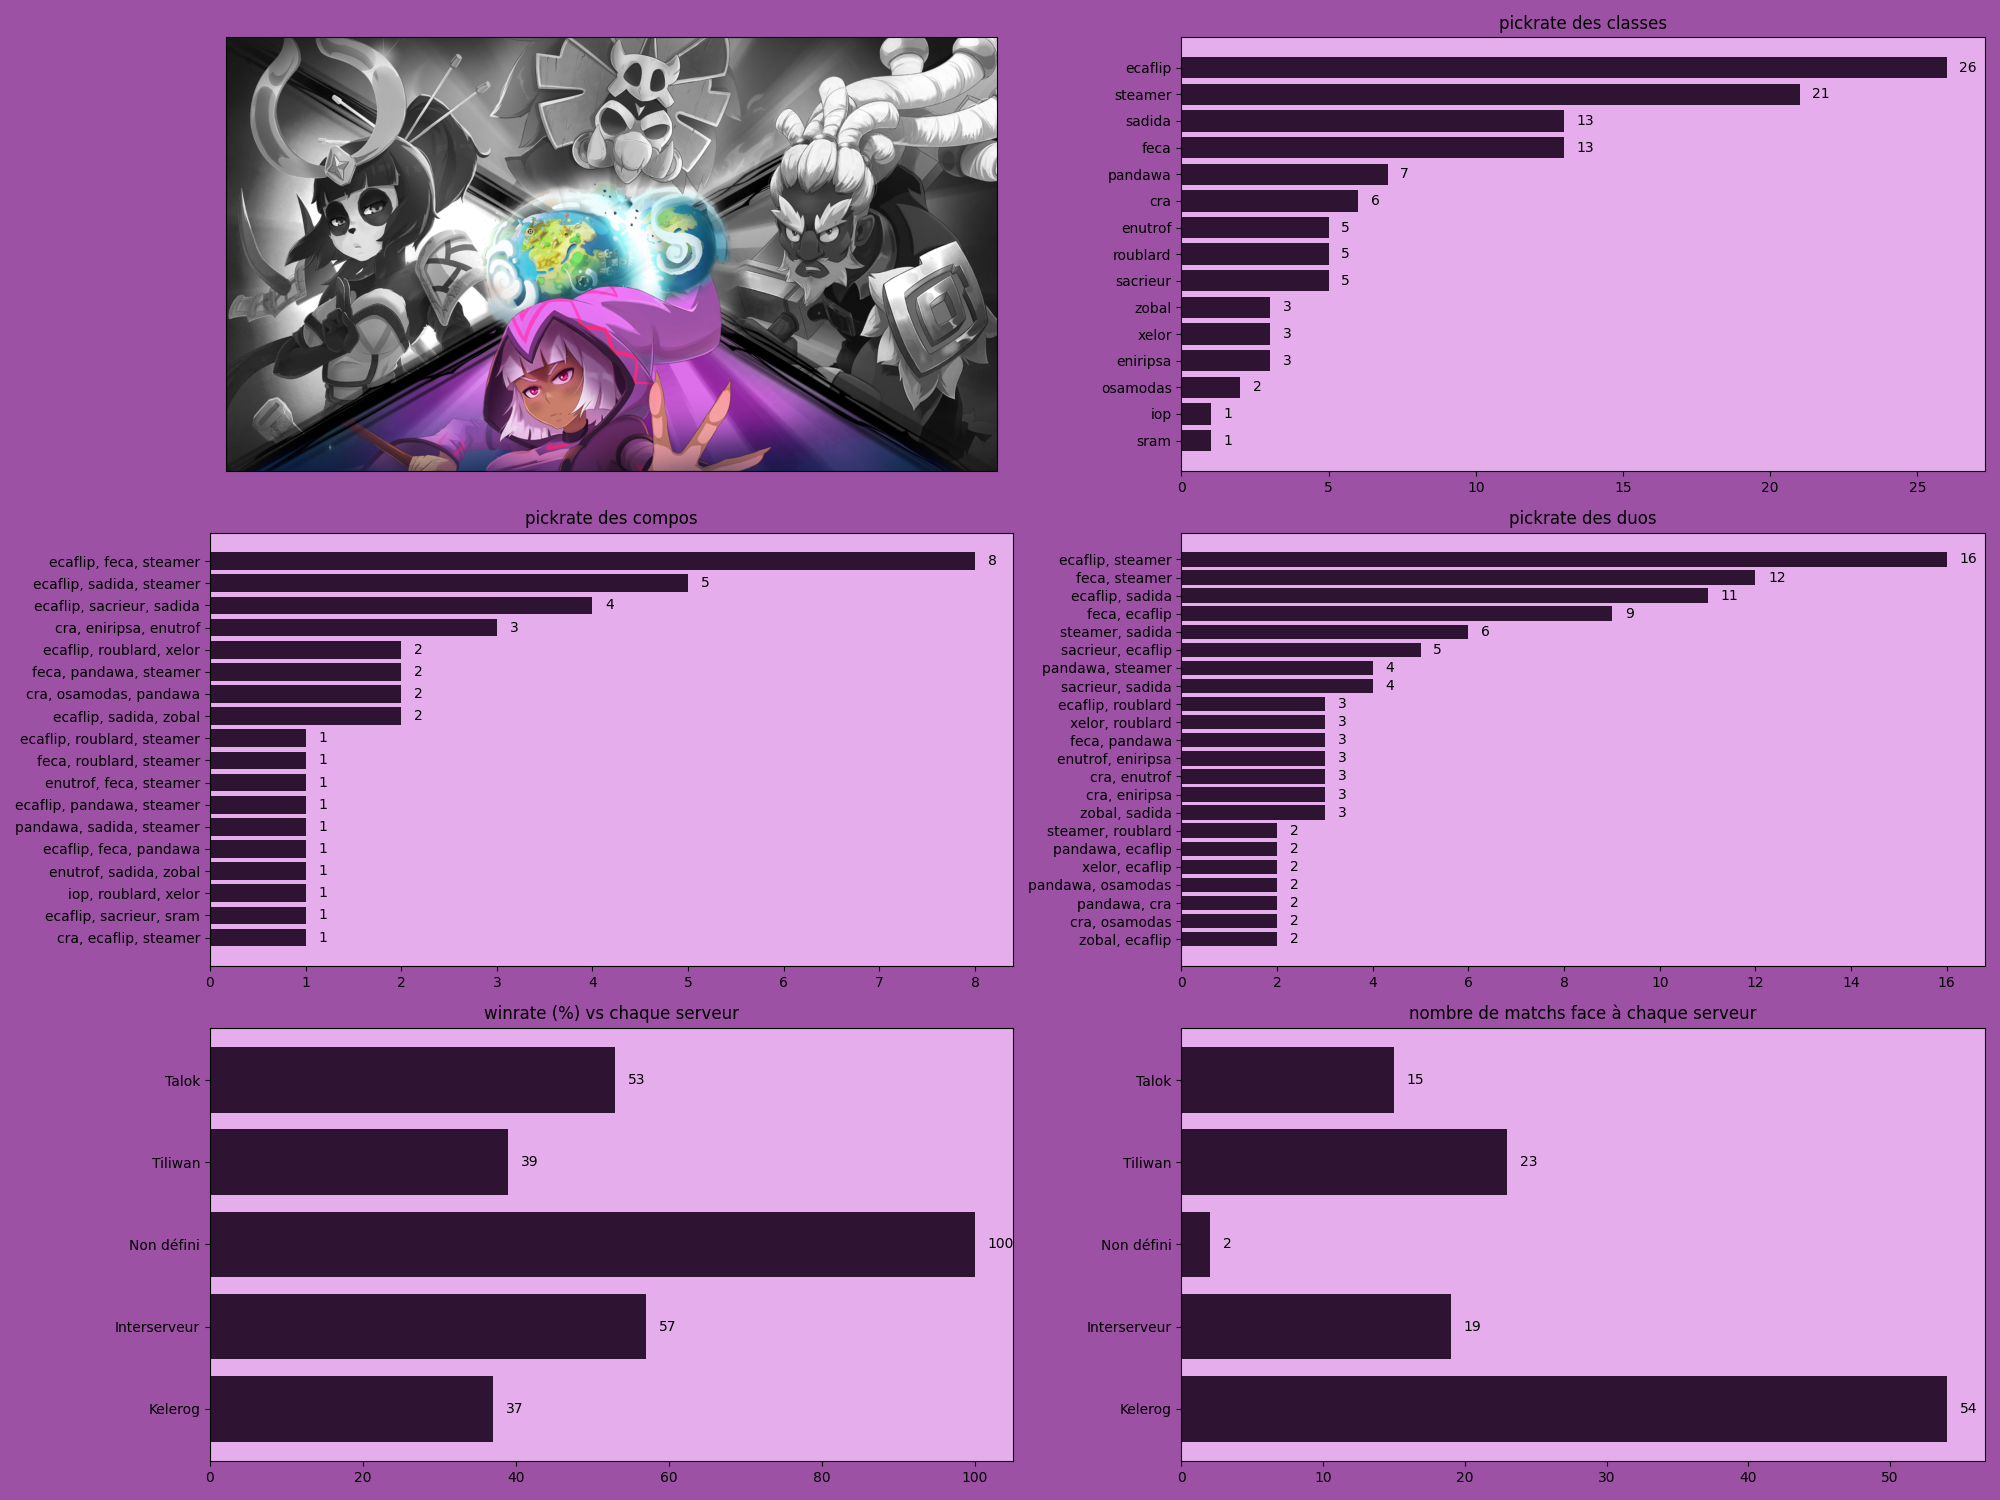 pickrate des classes
ecaflip 26
steamer 21
sadida 13
feca 13
pandawa 7
cra 6
enutrof 5
roublard 5
sacrieur 5
zobal 3
xelor 3
eniripsa 3
osamodas 2
iop 1
sram 1
0 5 10 15 20 25
pickrate des compos
ecaflip, feca, steamer 8
ecaflip, sadida, steamer 5
ecaflip, sacrieur, sadida 4
cra, eniripsa, enutrof 3
ecaflip, roublard, xelor 2
feca, pandawa, steamer 2
cra, osamodas, pandawa 2
ecaflip, sadida, zobal 2
ecaflip, roublard, steamer 1
feca, roublard, steamer 1
enutrof, feca, steamer 1
ecaflip, pandawa, steamer 1
pandawa, sadida, steamer 1
ecaflip, feca, pandawa 1
enutrof, sadida, zobal 1
iop, roublard, xelor 1
ecaflip, sacrieur, sram 1
cra, ecaflip, steamer 1
0 1 2 3 4 5 6 7 8
pickrate des duos
ecaflip, steamer 16
feca, steamer 12
ecaflip, sadida 11
feca, ecaflip 9
steamer, sadida 6
sacrieur, ecaflip 5
pandawa, steamer 4
sacrieur, sadida 4
ecaflip, roublard 3
xelor, roublard 3
feca, pandawa 3
enutrof, eniripsa 3
cra, enutrof 3
cra, eniripsa 3
zobal, sadida 3
steamer, roublard 2
pandawa, ecaflip 2
xelor, ecaflip 2
pandawa, osamodas 2
pandawa, cra 2
cra, osamodas 2
zobal, ecaflip 2
0 2 4 6 8 10 12 14 16
winrate (%) vs chaque serveur
Talok 53
Tiliwan 39
Non défini 100
Interserveur 57
Kelerog 37
0 20 40 60 80 100
nombre de matchs face à chaque serveur
Talok 15
Tiliwan 23
Non défini 2
Interserveur 19
Kelerog 54
0 10 20 30 40 50